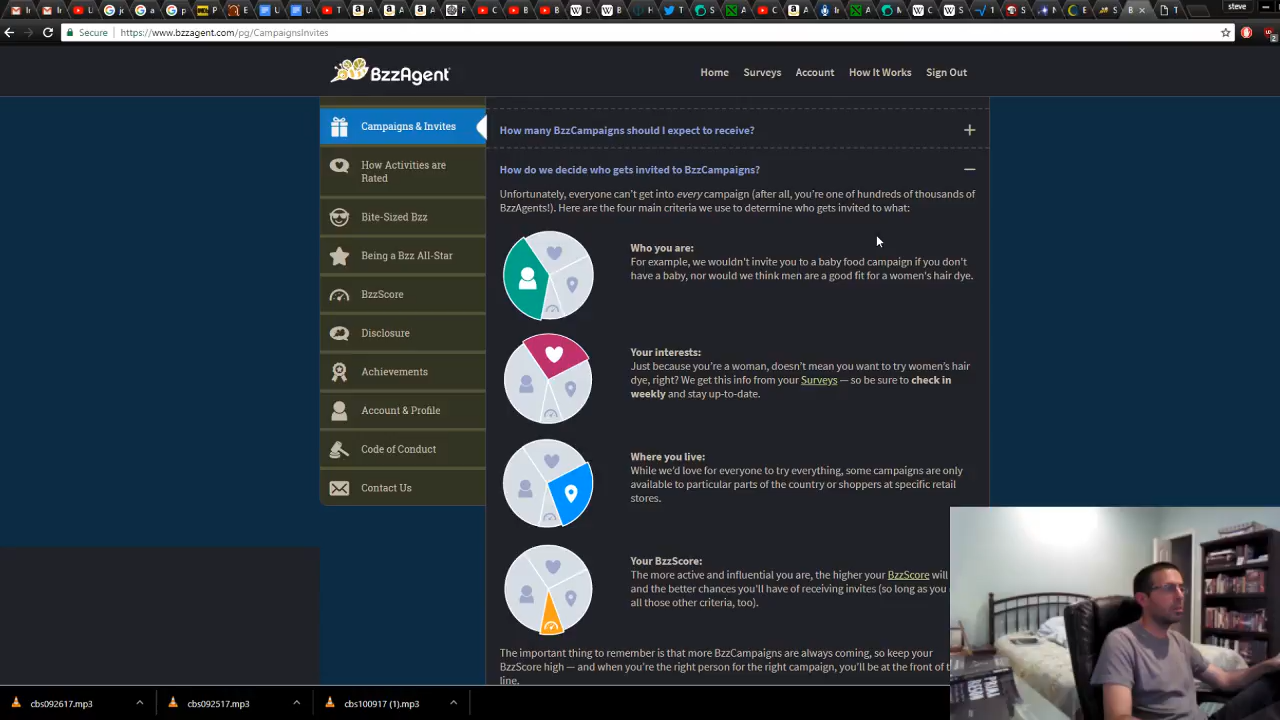 steve
Secure
https://www.bzzagent.com/pg/CampaignsInvites
BzzAgent
Home
Surveys
Account
How It Works
Sign Out
Campaigns & Invites
How Activities are
Rated
Bite-Sized Bzz
Being a Bzz All-Star
BzzScore
Disclosure
Achievements
Account & Profile
Code of Conduct
Contact Us
How many BzzCampaigns should I expect to receive?
How do we decide who gets invited to BzzCampaigns?
Unfortunately, everyone can't get into every campaign (after all, you're one of hundreds of thousands of
BzzAgents!). Here are the four main criteria we use to determine who gets invited to what:
Who you are:
For example, we wouldn't invite you to a baby food campaign if you don't
have a baby, nor would we think men are a good fit for a women's hair dye.
Your interests:
Just because you're a woman, doesn't mean you want to try women's hair
dye, right? We get this info from your Surveys — so be sure to check in
weekly and stay up-to-date.
Where you live:
While we'd love for everyone to try everything, some campaigns are only
available to particular parts of the country or shoppers at specific retail
stores.
Your BzzScore:
The more active and influential you are, the higher your BzzScore will
and the better chances you'll have of receiving invites (so long as you
all those other criteria, too).
The important thing to remember is that more BzzCampaigns are always coming, so keep your
BzzScore high — and when you're the right person for the right campaign, you'll be at the front of
line.
cbs092617.mp3
cbs092517.mp3
cbs100917 (1).mp3